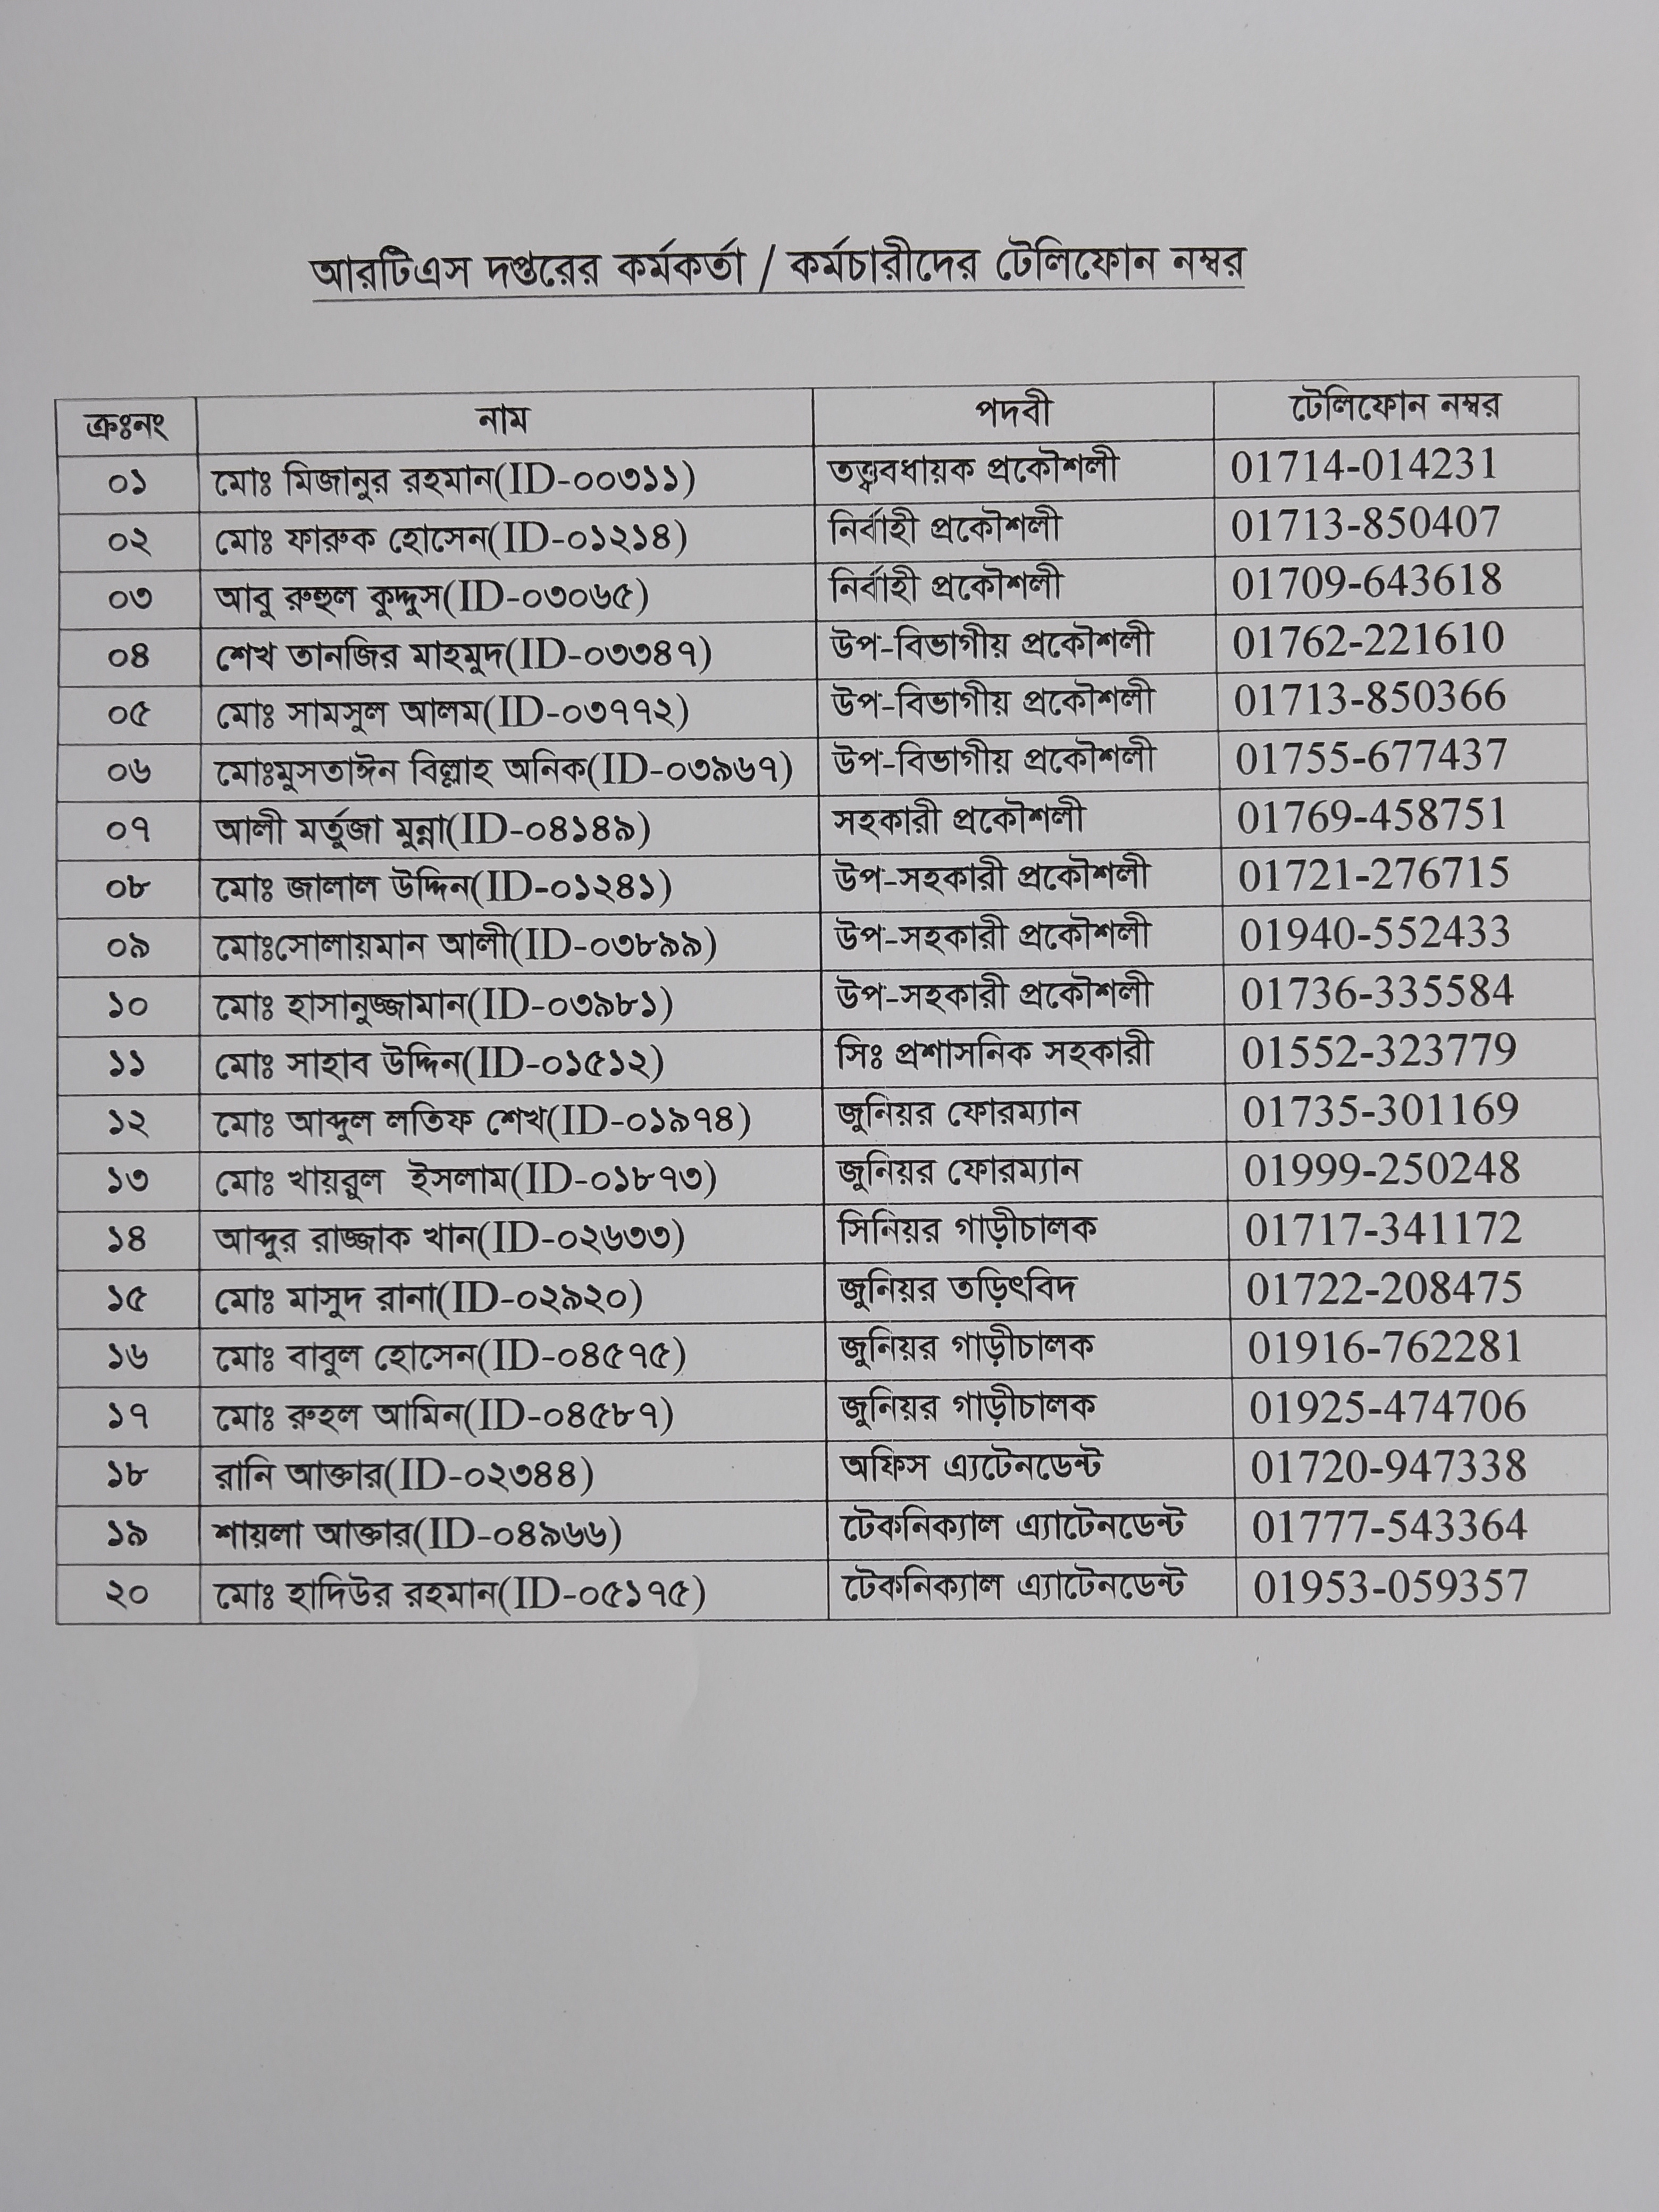 আরটিএস দপ্তরের কর্মকর্তা / কর্মচারীদের টেলিফোন নম্বর
ক্রঃনং নাম পদবী টেলিফোন নম্বর
০১ মোঃ মিজানুর রহমান(ID-০০৩১১) তত্ত্ববধায়ক প্রকৌশলী 01714-014231
০২ মোঃ ফারুক হোসেন(ID-০১২১৪) নির্বাহী প্রকৌশলী 01713-850407
০৩ আবু রুহুল কুদ্দুস(ID-০৩০৬৫) নির্বাহী প্রকৌশলী 01709-643618
০৪ শেখ তানজির মাহমুদ(ID-০৩৩৪৭) উপ-বিভাগীয় প্রকৌশলী 01762-221610
০৫ মোঃ সামসুল আলম(ID-০৩৭৭২) উপ-বিভাগীয় প্রকৌশলী 01713-850366
০৬ মোঃমুসতাঈন বিল্লাহ অনিক(ID-০৩৯৬৭) উপ-বিভাগীয় প্রকৌশলী 01755-677437
০৭ আলী মর্তুজা মুন্না(ID-০৪১৪৯) সহকারী প্রকৌশলী 01769-458751
০৮ মোঃ জালাল উদ্দিন(ID-০১২৪১) উপ-সহকারী প্রকৌশলী 01721-276715
০৯ মোঃসোলায়মান আলী(ID-০৩৮৯৯) উপ-সহকারী প্রকৌশলী 01940-552433
১০ মোঃ হাসানুজ্জামান(ID-০৩৯৮১) উপ-সহকারী প্রকৌশলী 01736-335584
১১ মোঃ সাহাব উদ্দিন(ID-০১৫১২) সিঃ প্রশাসনিক সহকারী 01552-323779
১২ মোঃ আব্দুল লতিফ শেখ(ID-০১৯৭৪) জুনিয়র ফোরম্যান 01735-301169
১৩ মোঃ খায়রুল ইসলাম(ID-০১৮৭৩) জুনিয়র ফোরম্যান 01999-250248
১৪ আব্দুর রাজ্জাক খান(ID-০২৬৩৩) সিনিয়র গাড়ীচালক 01717-341172
১৫ মোঃ মাসুদ রানা(ID-০২৯২০) জুনিয়র তড়িৎবিদ 01722-208475
১৬ মোঃ বাবুল হোসেন(ID-০৪৫৭৫) জুনিয়র গাড়ীচালক 01916-762281
১৭ মোঃ রুহল আমিন(ID-০৪৫৮৭) জুনিয়র গাড়ীচালক 01925-474706
১৮ রানি আক্তার(ID-০২৩৪৪) অফিস এ্যটেনডেন্ট 01720-947338
১৯ শায়লা আক্তার(ID-০৪৯৬৬) টেকনিক্যাল এ্যাটেনডেন্ট 01777-543364
২০ মোঃ হাদিউর রহমান(ID-০৫১৭৫) টেকনিক্যাল এ্যাটেনডেন্ট 01953-059357